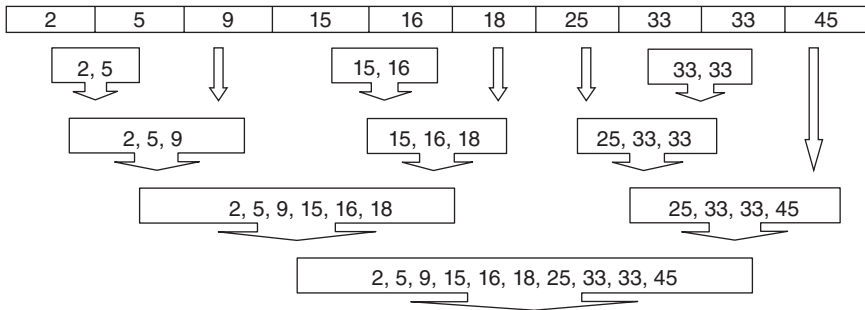 2 5 9 15 16 18 25 33 33 45
2, 5 15, 16 33, 33
2, 5, 9 15, 16, 18 25, 33, 33
2, 5, 9, 15, 16, 18 25, 33, 33, 45
2, 5, 9, 15, 16, 18, 25, 33, 33, 45